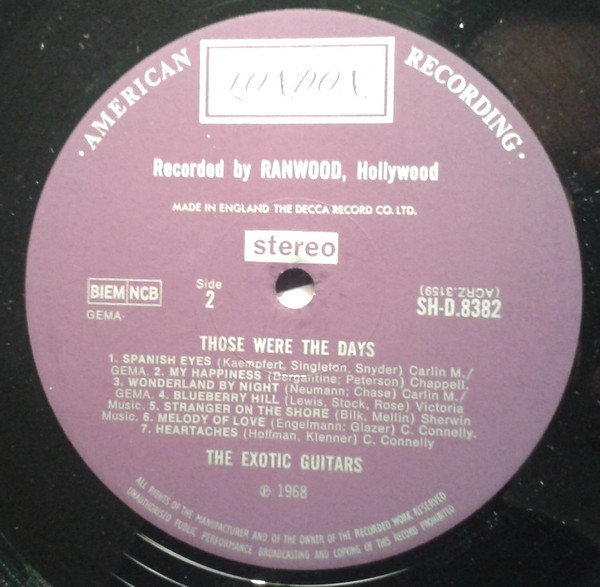 · AMERICAN RECORDING ·
LONDON
Recorded by RANWOOD, Hollywood
MADE IN ENGLAND THE DECCA RECORD CO. LTD.
stereo
BIEM NCB
GEMA
Side
2
(ACRZ.3159)
SH-D.8382
THOSE WERE THE DAYS
1. SPANISH EYES (Kaempfert, Singleton, Snyder) Carlin M./
GEMA. 2. MY HAPPINESS (Bergantine; Peterson) Chappell.
3. WONDERLAND BY NIGHT (Neumann; Chase) Carlin M./
GEMA. 4. BLUEBERRY HILL (Lewis, Stock, Rose) Victoria
Music. 5. STRANGER ON THE SHORE (Bilk, Mellin) Sherwin
Music. 6. MELODY OF LOVE (Engelmann; Glazer) C. Connelly.
7. HEARTACHES (Hoffman, Klenner) C. Connelly
THE EXOTIC GUITARS
℗ 1968
ALL RIGHTS OF THE MANUFACTURER AND OF THE OWNER OF THE RECORDED WORK RESERVED
UNAUTHORISED PUBLIC PERFORMANCE BROADCASTING AND COPYING OF THIS RECORD PROHIBITED